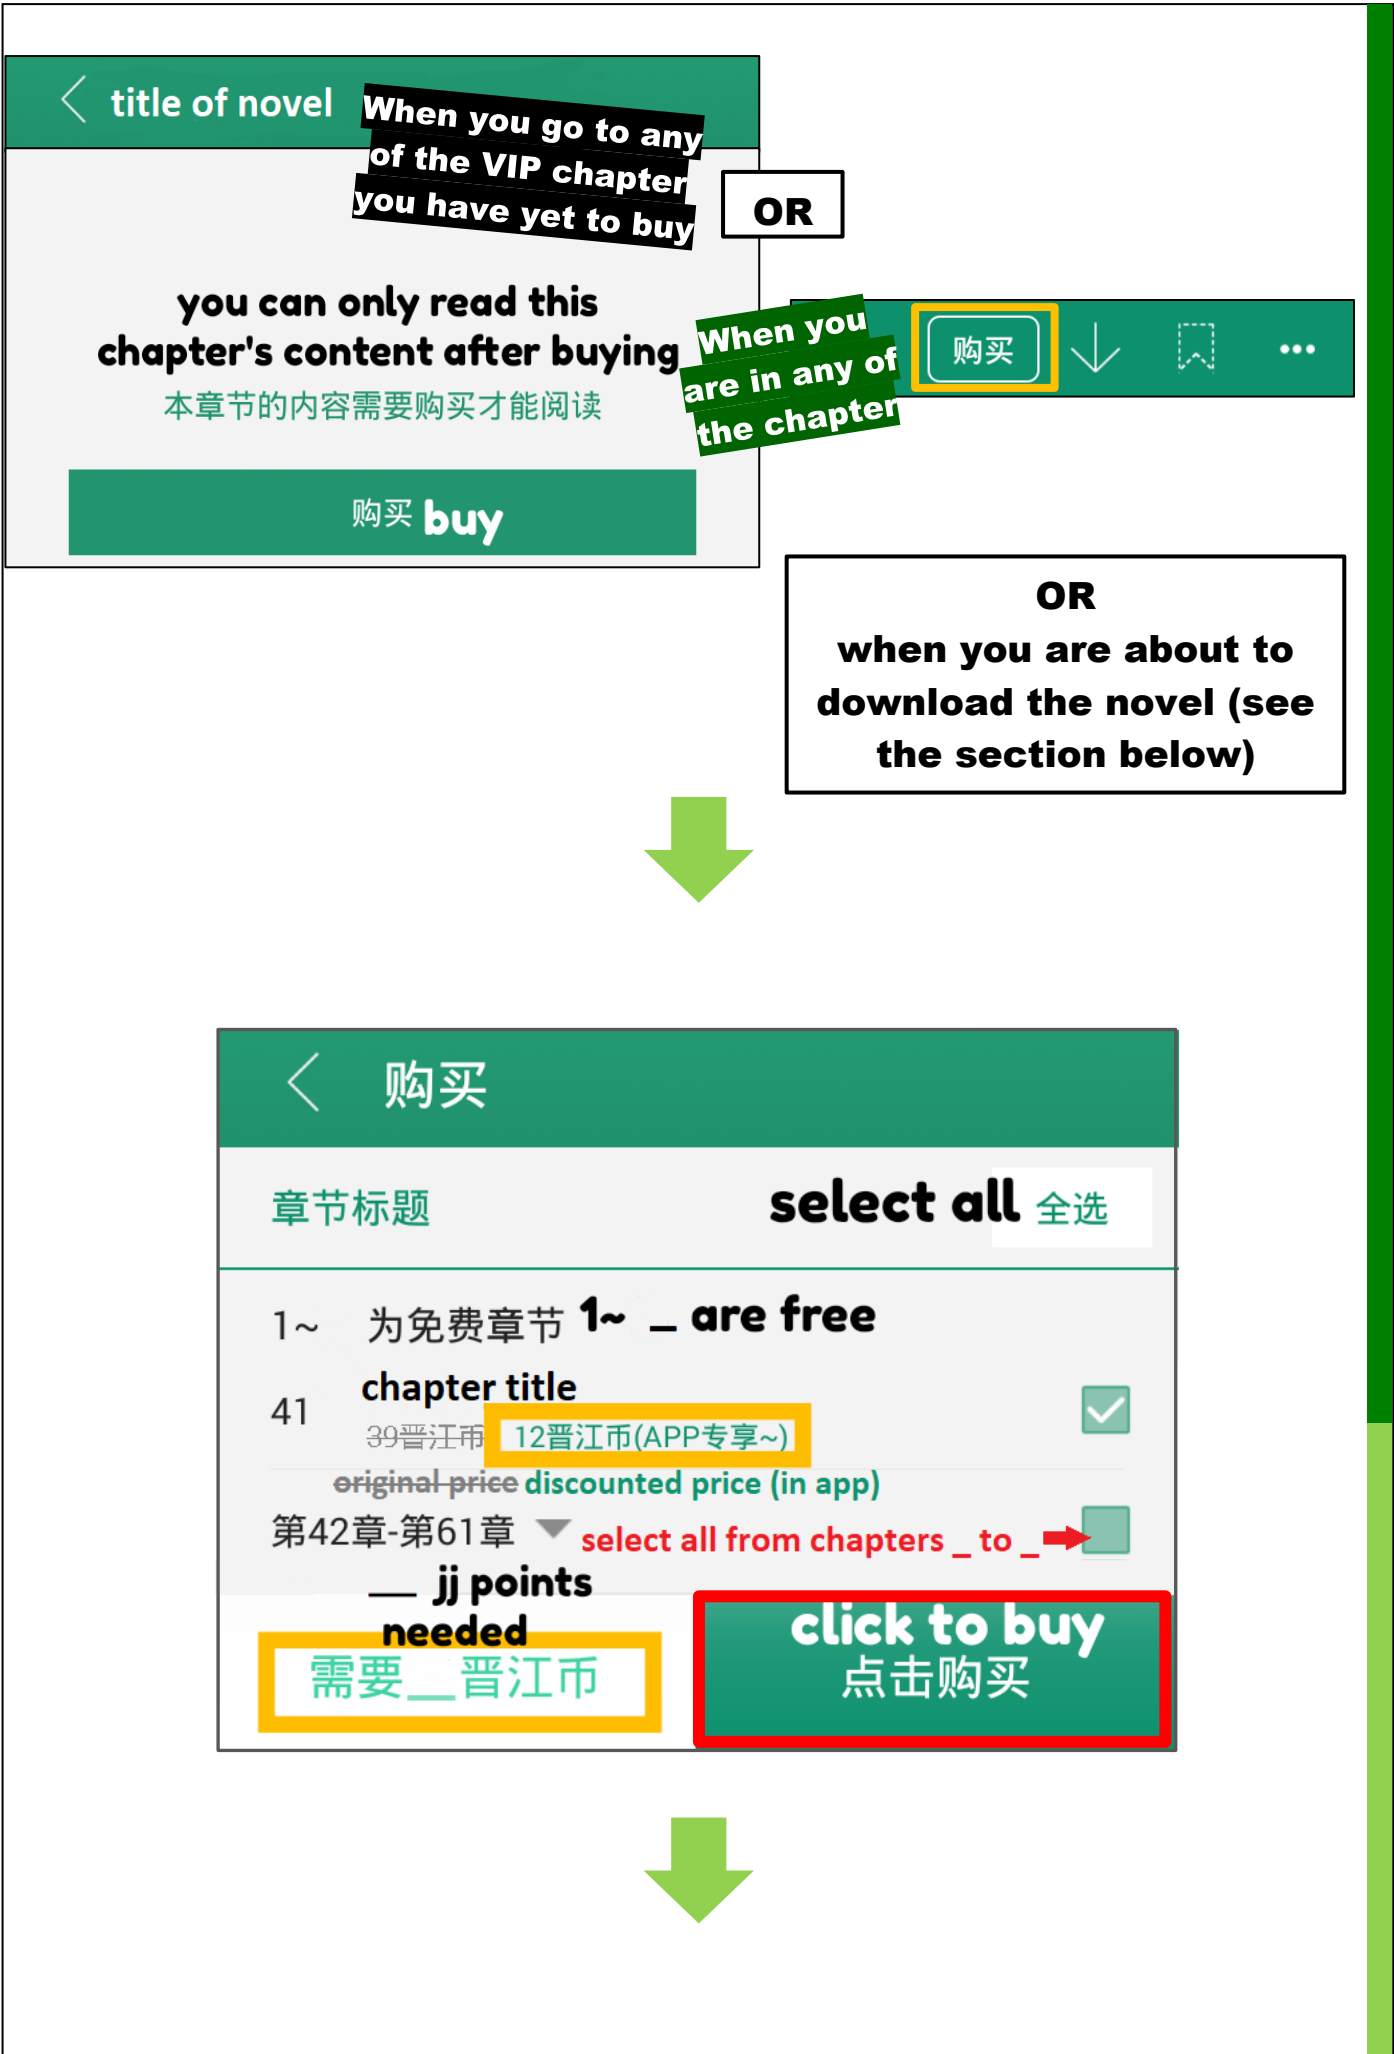 title of novel
When you go to any
of the VIP chapter
you have yet to buy
OR
you can only read this
chapter's content after buying
本章节的内容需要购买才能阅读
购买 buy
When you
are in any of
the chapter
购买
OR
when you are about to
download the novel (see
the section below)
购买
章节标题 select all 全选
1~ 为免费章节 1~ _ are free
41 chapter title
39晋江币 12晋江币(APP专享~)
original price discounted price (in app)
第42章-第61章 select all from chapters _ to _
__ jj points
needed
需要__晋江币
click to buy
点击购买